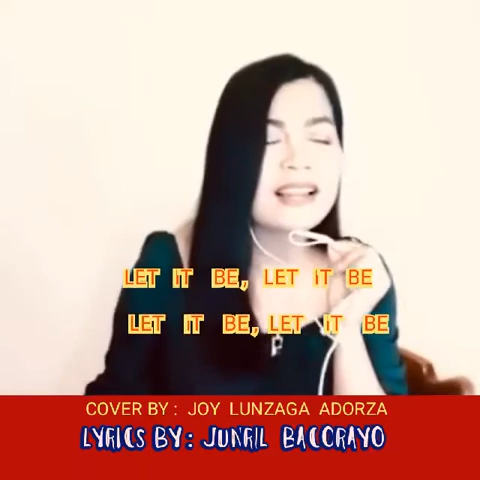 LET IT BE, LET IT BE
LET IT BE, LET IT BE
COVER BY : JOY LUNZAGA ADORZA
LYRICS BY : JUNRIL BACCRAYO